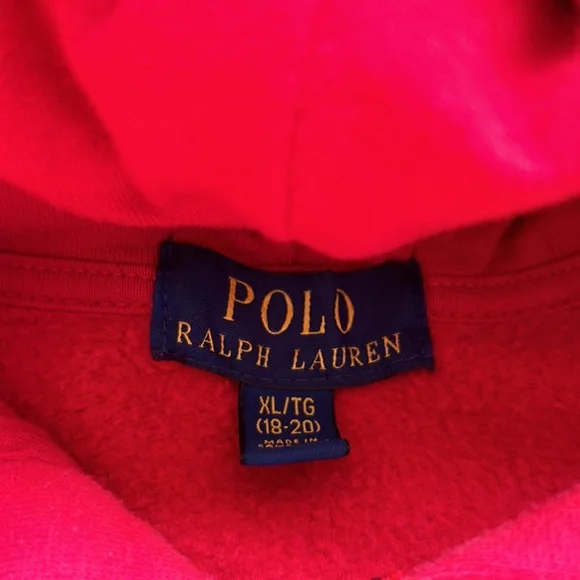 POLO
RALPH LAUREN
XL/TG
(18-20)
MADE IN